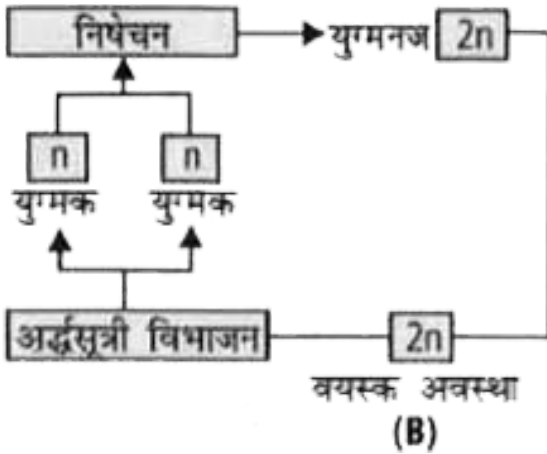 निषेचन
युग्मनज 2n
n n
युग्मक युग्मक
अर्द्धसूत्री विभाजन 2n
वयस्क अवस्था
(B)